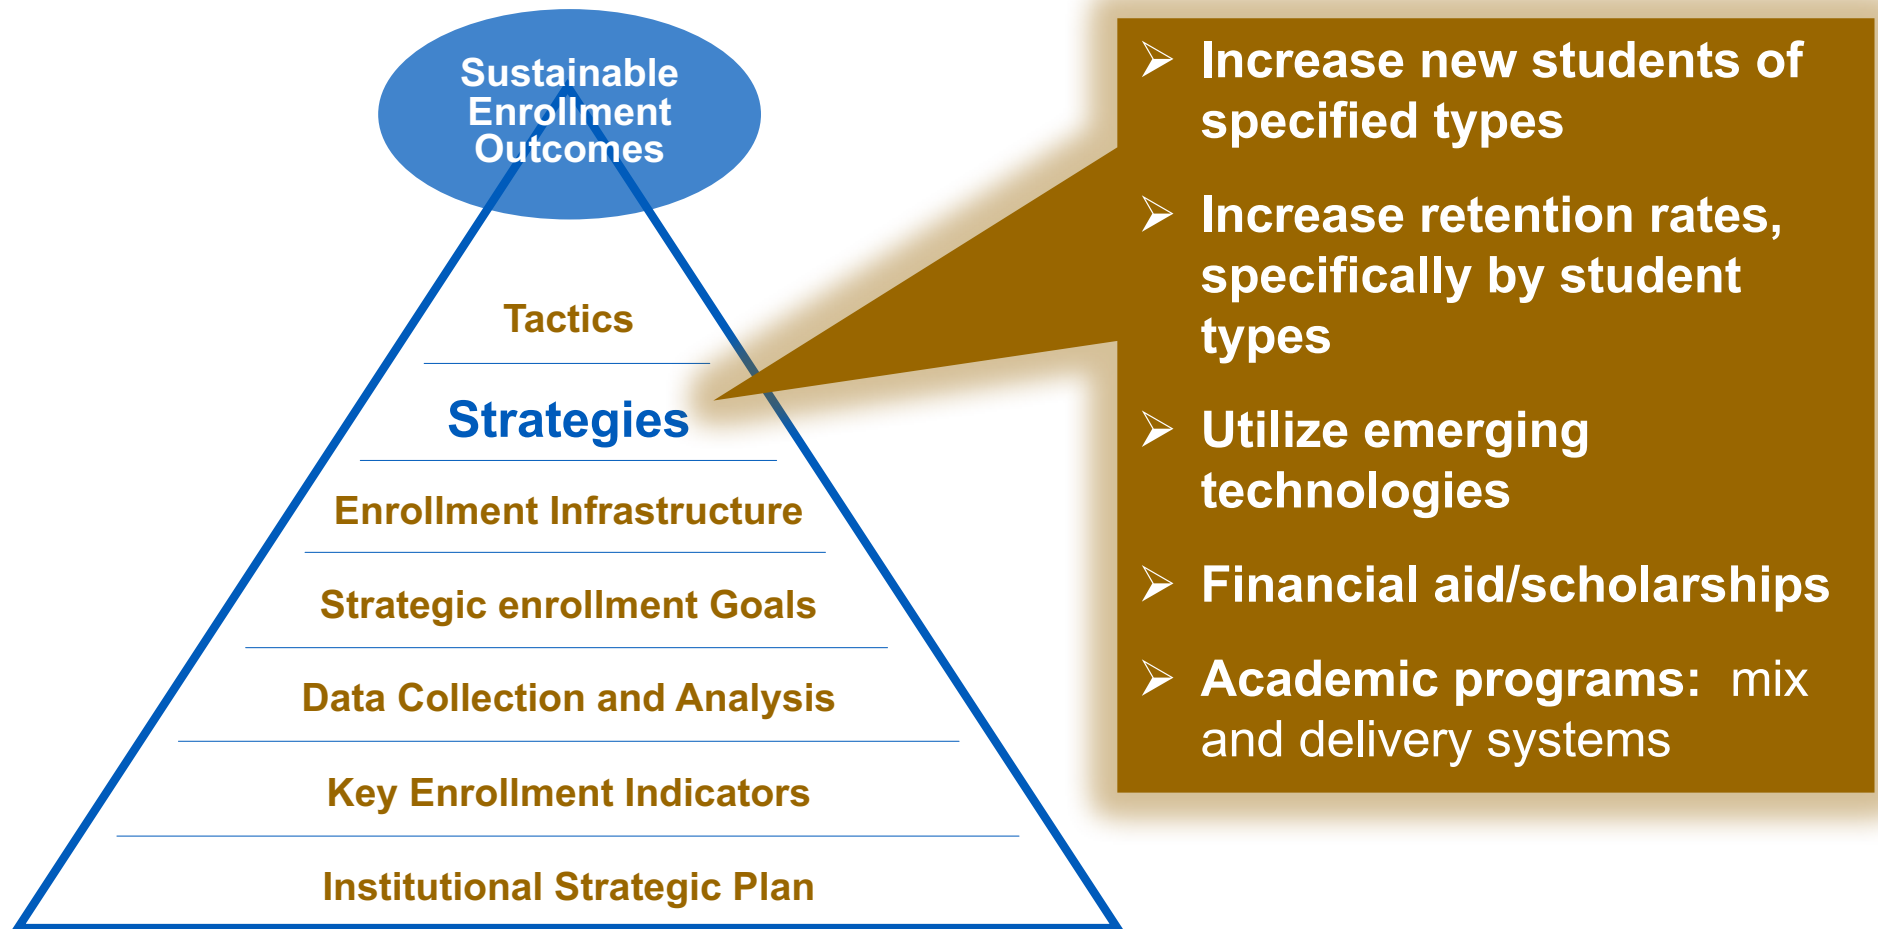 Sustainable
Enrollment
Outcomes
Tactics
Strategies
Enrollment Infrastructure
Strategic enrollment Goals
Data Collection and Analysis
Key Enrollment Indicators
Institutional Strategic Plan
➢ Increase new students of
specified types
➢ Increase retention rates,
specifically by student
types
➢ Utilize emerging
technologies
➢ Financial aid/scholarships
➢ Academic programs: mix
and delivery systems